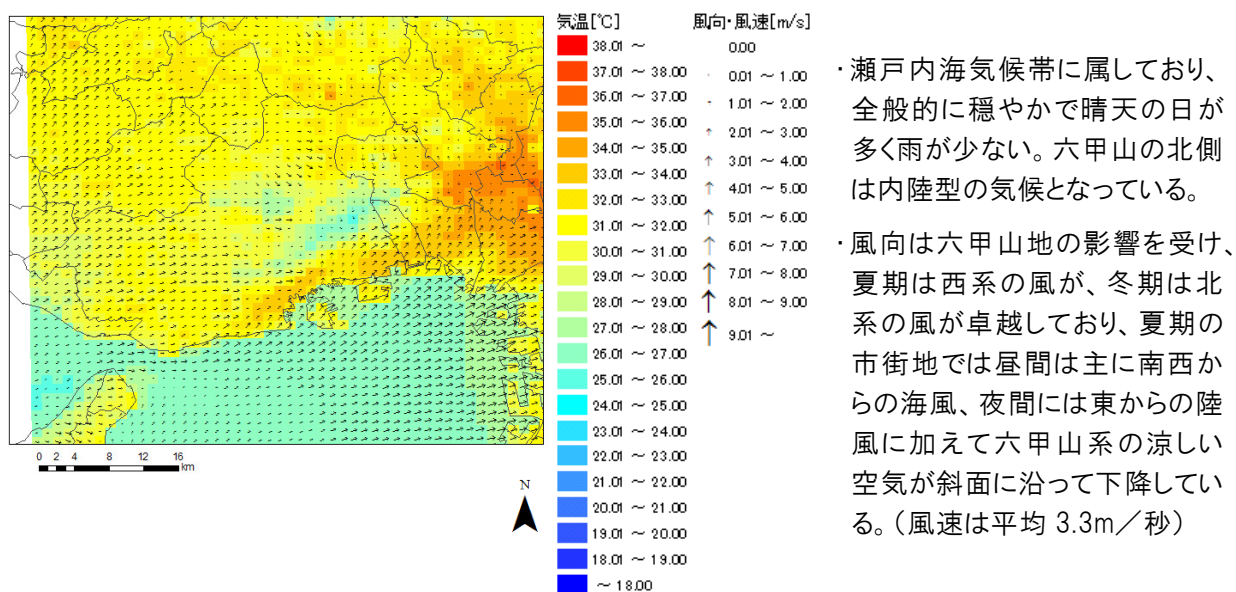 気温[℃]
38.01 ～
37.01 ～ 38.00
36.01 ～ 37.00
35.01 ～ 36.00
34.01 ～ 35.00
33.01 ～ 34.00
32.01 ～ 33.00
31.01 ～ 32.00
30.01 ～ 31.00
29.01 ～ 30.00
28.01 ～ 29.00
27.01 ～ 28.00
26.01 ～ 27.00
25.01 ～ 26.00
24.01 ～ 25.00
23.01 ～ 24.00
22.01 ～ 23.00
21.01 ～ 22.00
20.01 ～ 21.00
19.01 ～ 20.00
18.01 ～ 19.00
～ 18.00
風向・風速[m/s]
0.00
0.01 ～ 1.00
1.01 ～ 2.00
2.01 ～ 3.00
3.01 ～ 4.00
4.01 ～ 5.00
5.01 ～ 6.00
6.01 ～ 7.00
7.01 ～ 8.00
8.01 ～ 9.00
9.01 ～
0 2 4 8 12 16
km
N
・瀬戸内海気候帯に属しており、
全般的に穏やかで晴天の日が
多く雨が少ない。六甲山の北側
は内陸型の気候となっている。
・風向は六甲山地の影響を受け、
夏期は西系の風が、冬期は北
系の風が卓越しており、夏期の
市街地では昼間は主に南西か
らの海風、夜間には東からの陸
風に加えて六甲山系の涼しい
空気が斜面に沿って下降してい
る。（風速は平均 3.3m／秒）